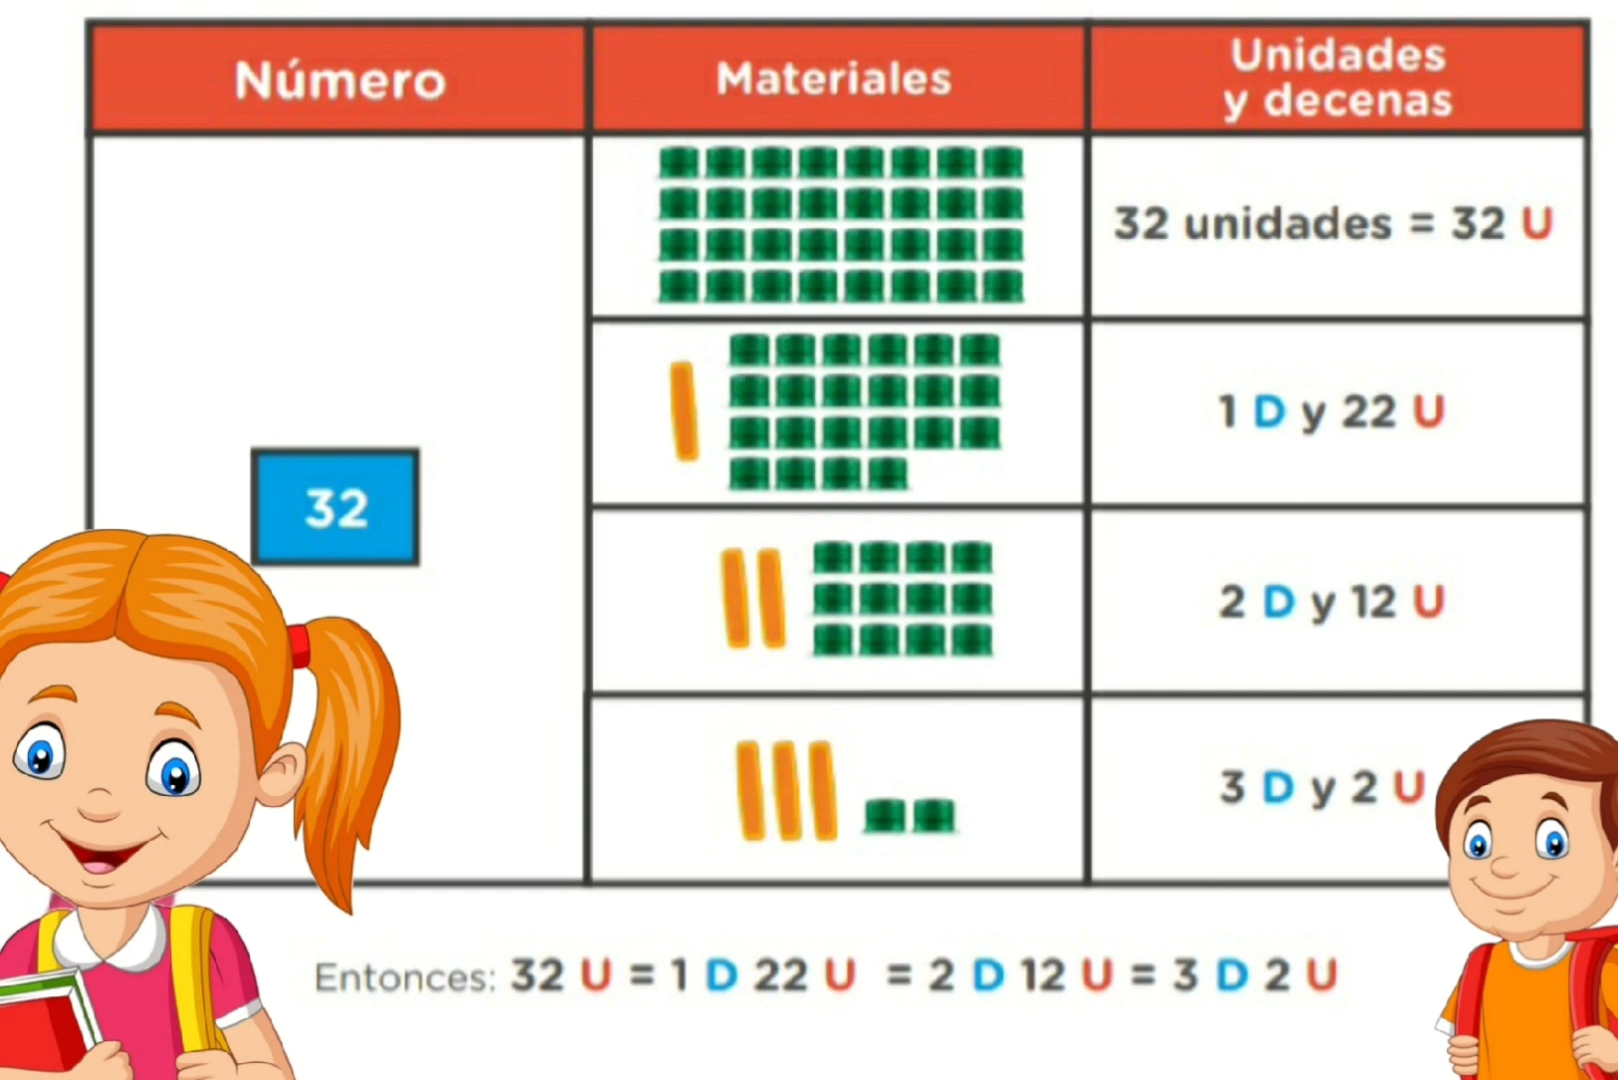 Número
Materiales
Unidades
y decenas
32
32 unidades = 32 U
1 D y 22 U
2 D y 12 U
3 D y 2 U
Entonces: 32 U = 1 D 22 U = 2 D 12 U = 3 D 2 U